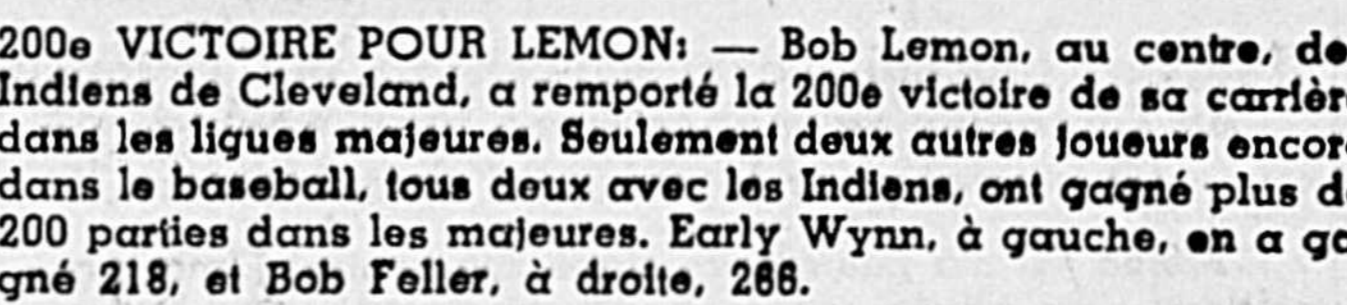 200e VICTOIRE POUR LEMON: — Bob Lemon, au centre, de
Indiens de Cleveland, a remporté la 200e victoire de sa carrièr
dans les ligues majeures. Seulement deux autres joueurs encor
dans le baseball, tous deux avec les Indiens, ont gagné plus d
200 parties dans les majeures. Early Wynn, à gauche, en a ga
gné 218, et Bob Feller, à droite, 266.